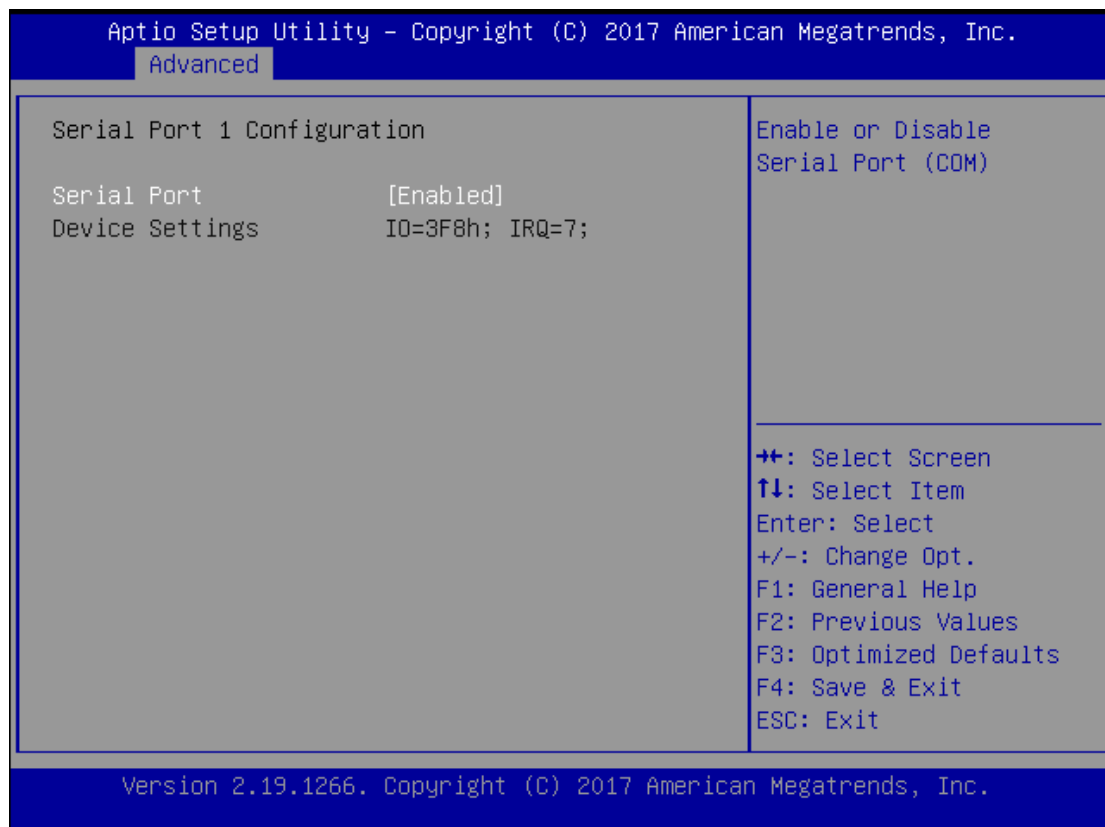 Aptio Setup Utility – Copyright (C) 2017 American Megatrends, Inc.
Advanced
Serial Port 1 Configuration
Serial Port [Enabled]
Device Settings IO=3F8h; IRQ=7;
Enable or Disable
Serial Port (COM)
→←: Select Screen
↑↓: Select Item
Enter: Select
+/-: Change Opt.
F1: General Help
F2: Previous Values
F3: Optimized Defaults
F4: Save & Exit
ESC: Exit
Version 2.19.1266. Copyright (C) 2017 American Megatrends, Inc.